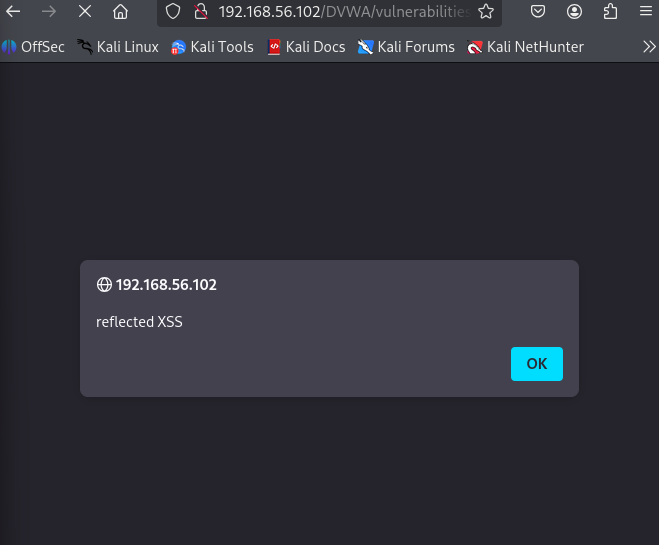 192.168.56.102/DVWA/vulnerabilities
OffSec Kali Linux Kali Tools Kali Docs Kali Forums Kali NetHunter
192.168.56.102
reflected XSS
OK